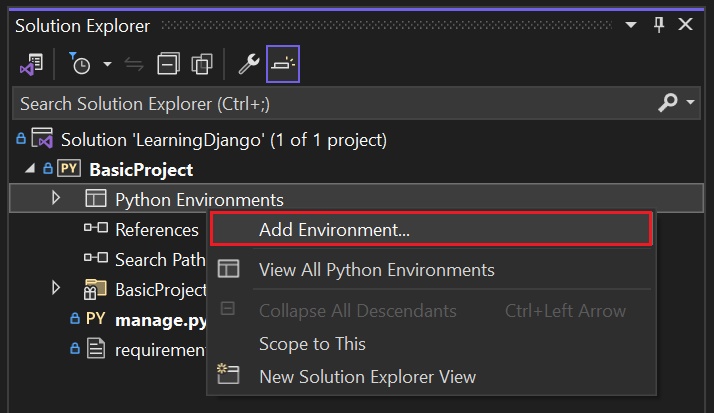 Solution Explorer
Search Solution Explorer (Ctrl+;)
Solution 'LearningDjango' (1 of 1 project)
PY BasicProject
Python Environments
References
Search Path
BasicProject
PY manage.py
requirement
Add Environment...
View All Python Environments
Collapse All Descendants Ctrl+Left Arrow
Scope to This
New Solution Explorer View